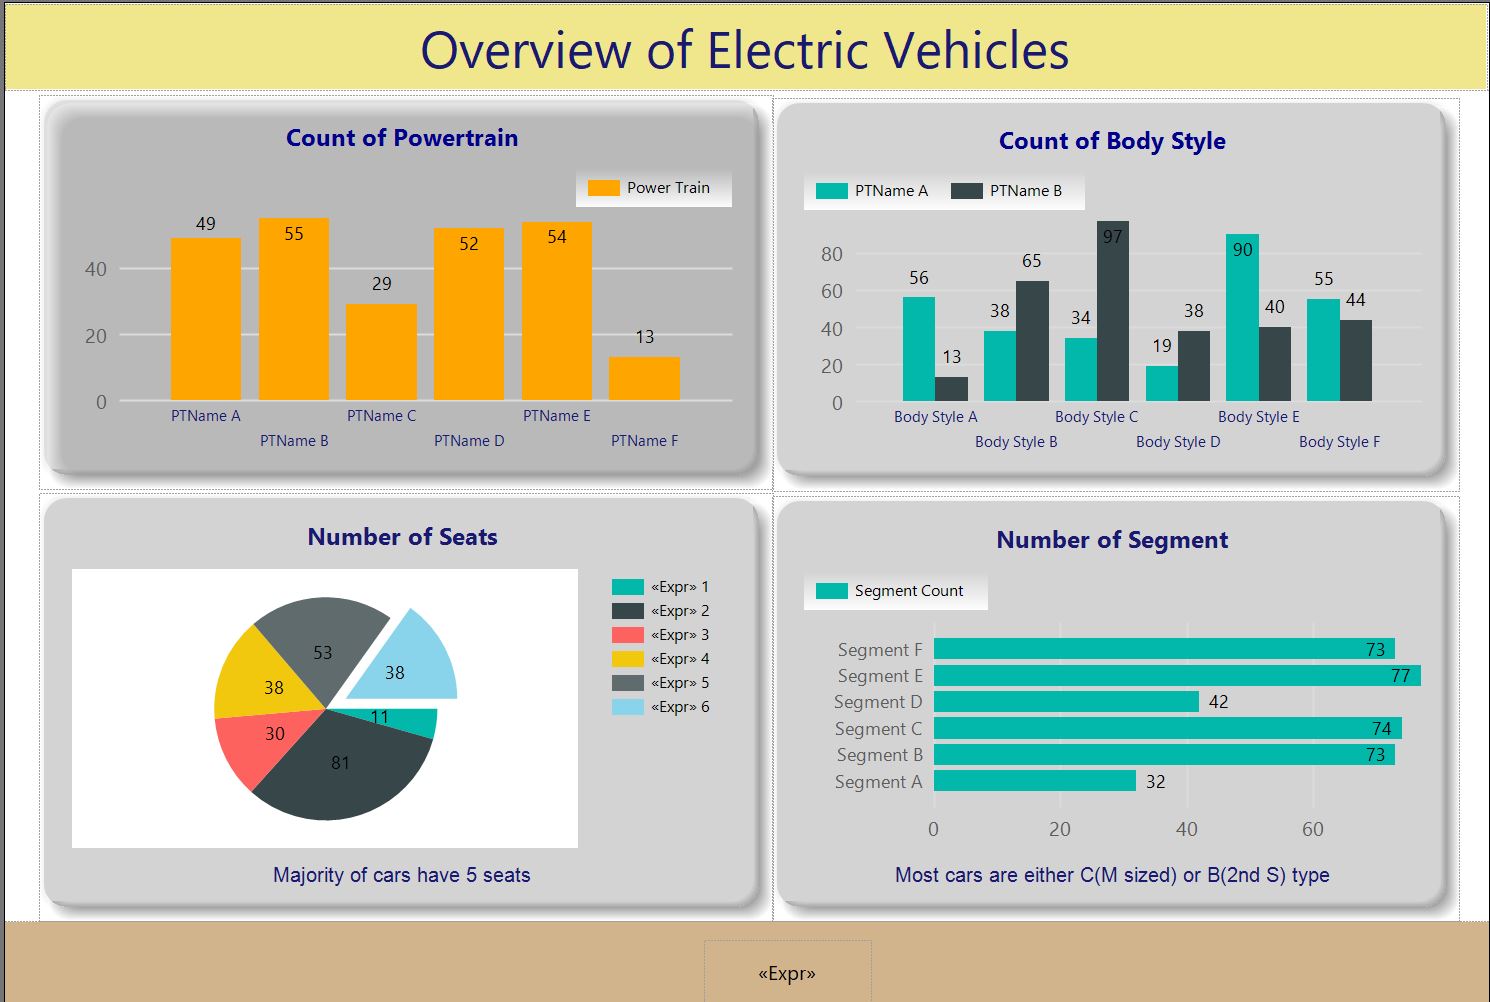 Overview of Electric Vehicles
Count of Powertrain
Power Train
49
55
29
52
54
13
40
20
0
PTName A
PTName C
PTName E
PTName B
PTName D
PTName F
Count of Body Style
PTName A PTName B
80
60
40
20
0
56
13
38
65
34
97
19
38
90
40
55
44
Body Style A
Body Style C
Body Style E
Body Style B
Body Style D
Body Style F
Number of Seats
«Expr» 1
«Expr» 2
«Expr» 3
«Expr» 4
«Expr» 5
«Expr» 6
53
38
38
11
30
81
Majority of cars have 5 seats
Number of Segment
Segment Count
Segment F 73
Segment E 77
Segment D 42
Segment C 74
Segment B 73
Segment A 32
0 20 40 60
Most cars are either C(M sized) or B(2nd S) type
«Expr»